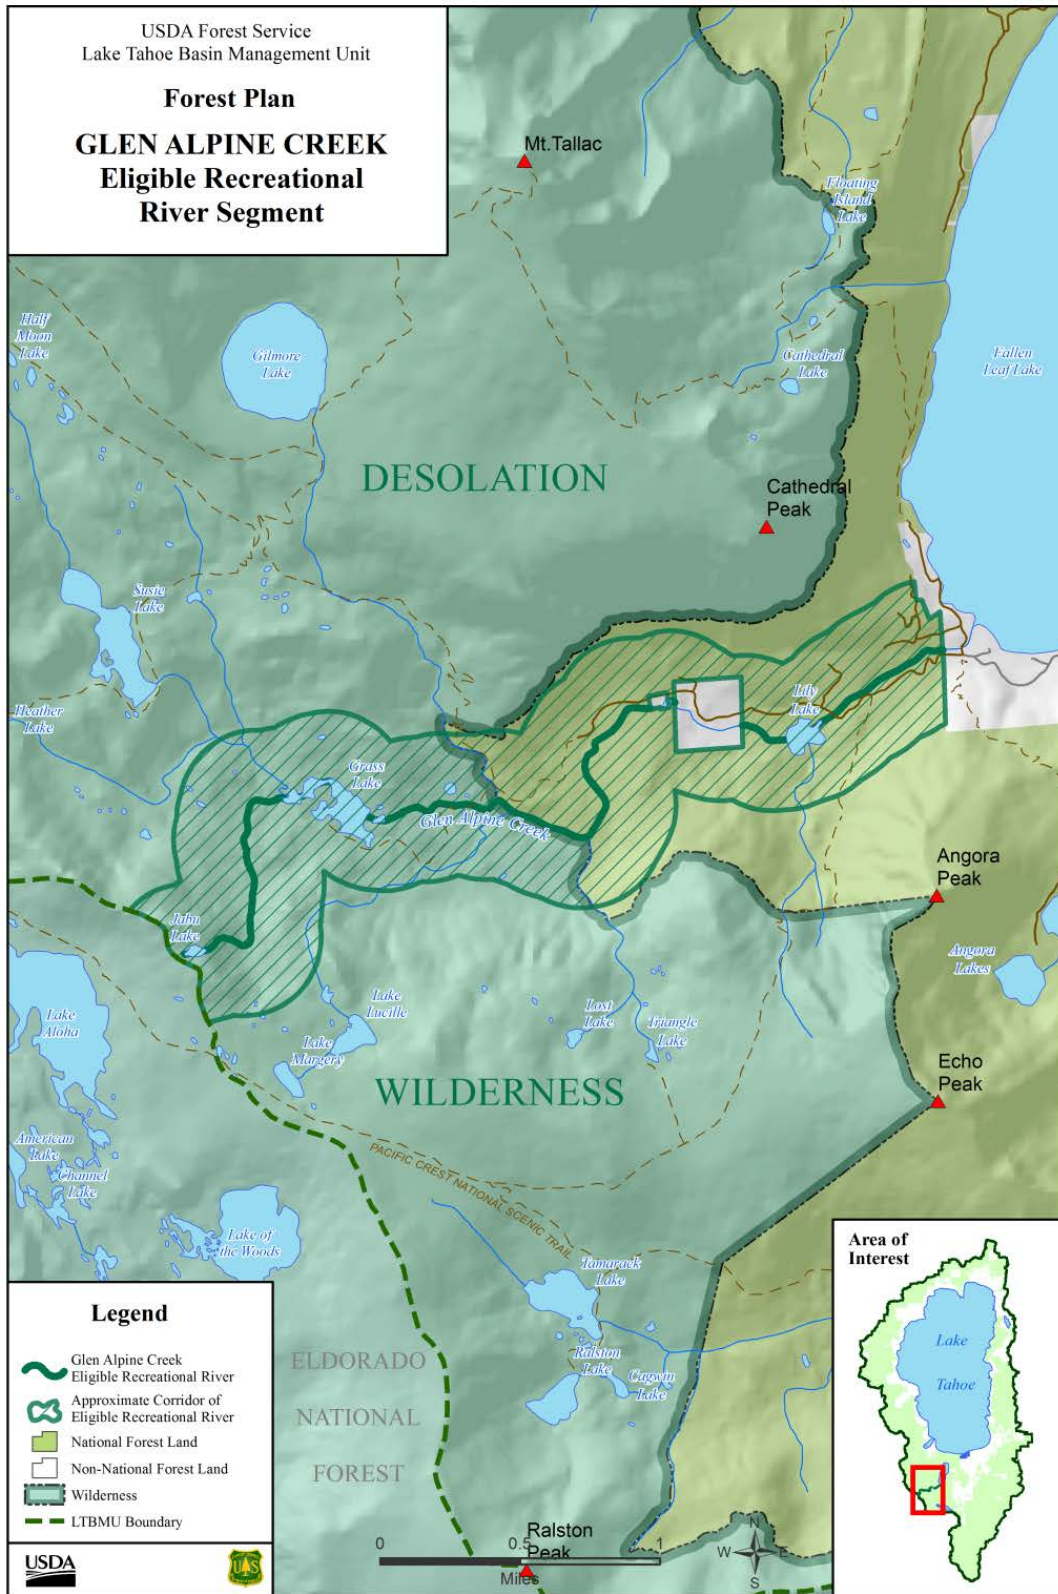 USDA Forest Service
Lake Tahoe Basin Management Unit
Forest Plan
GLEN ALPINE CREEK
Eligible Recreational
River Segment
Mt.Tallac
Floating
Island
Lake
Half
Moon
Lake
Gilmore
Lake
Cathedral
Lake
Fallen
Leaf Lake
DESOLATION
Cathedral
Peak
Susie
Lake
Heather
Lake
Lily
Lake
Grass
Lake
Glen Alpine Creek
Angora
Peak
Jabu
Lake
Angora
Lakes
Lake
Lucille
Lost
Lake
Triangle
Lake
Lake
Aloha
Lake
Margery
Echo
Peak
WILDERNESS
American
Lake
Channel
Lake
PACIFIC CREST NATIONAL SCENIC TRAIL
Lake of
the Woods
Tamarack
Lake
Ralston
Lake
Cagwin
Lake
ELDORADO
NATIONAL
FOREST
Ralston
Peak
0
0.5
1
Miles
N
W
E
S
Area of
Interest
Lake
Tahoe
Legend
Glen Alpine Creek
Eligible Recreational River
Approximate Corridor of
Eligible Recreational River
National Forest Land
Non-National Forest Land
Wilderness
LTBMU Boundary
USDA
U S